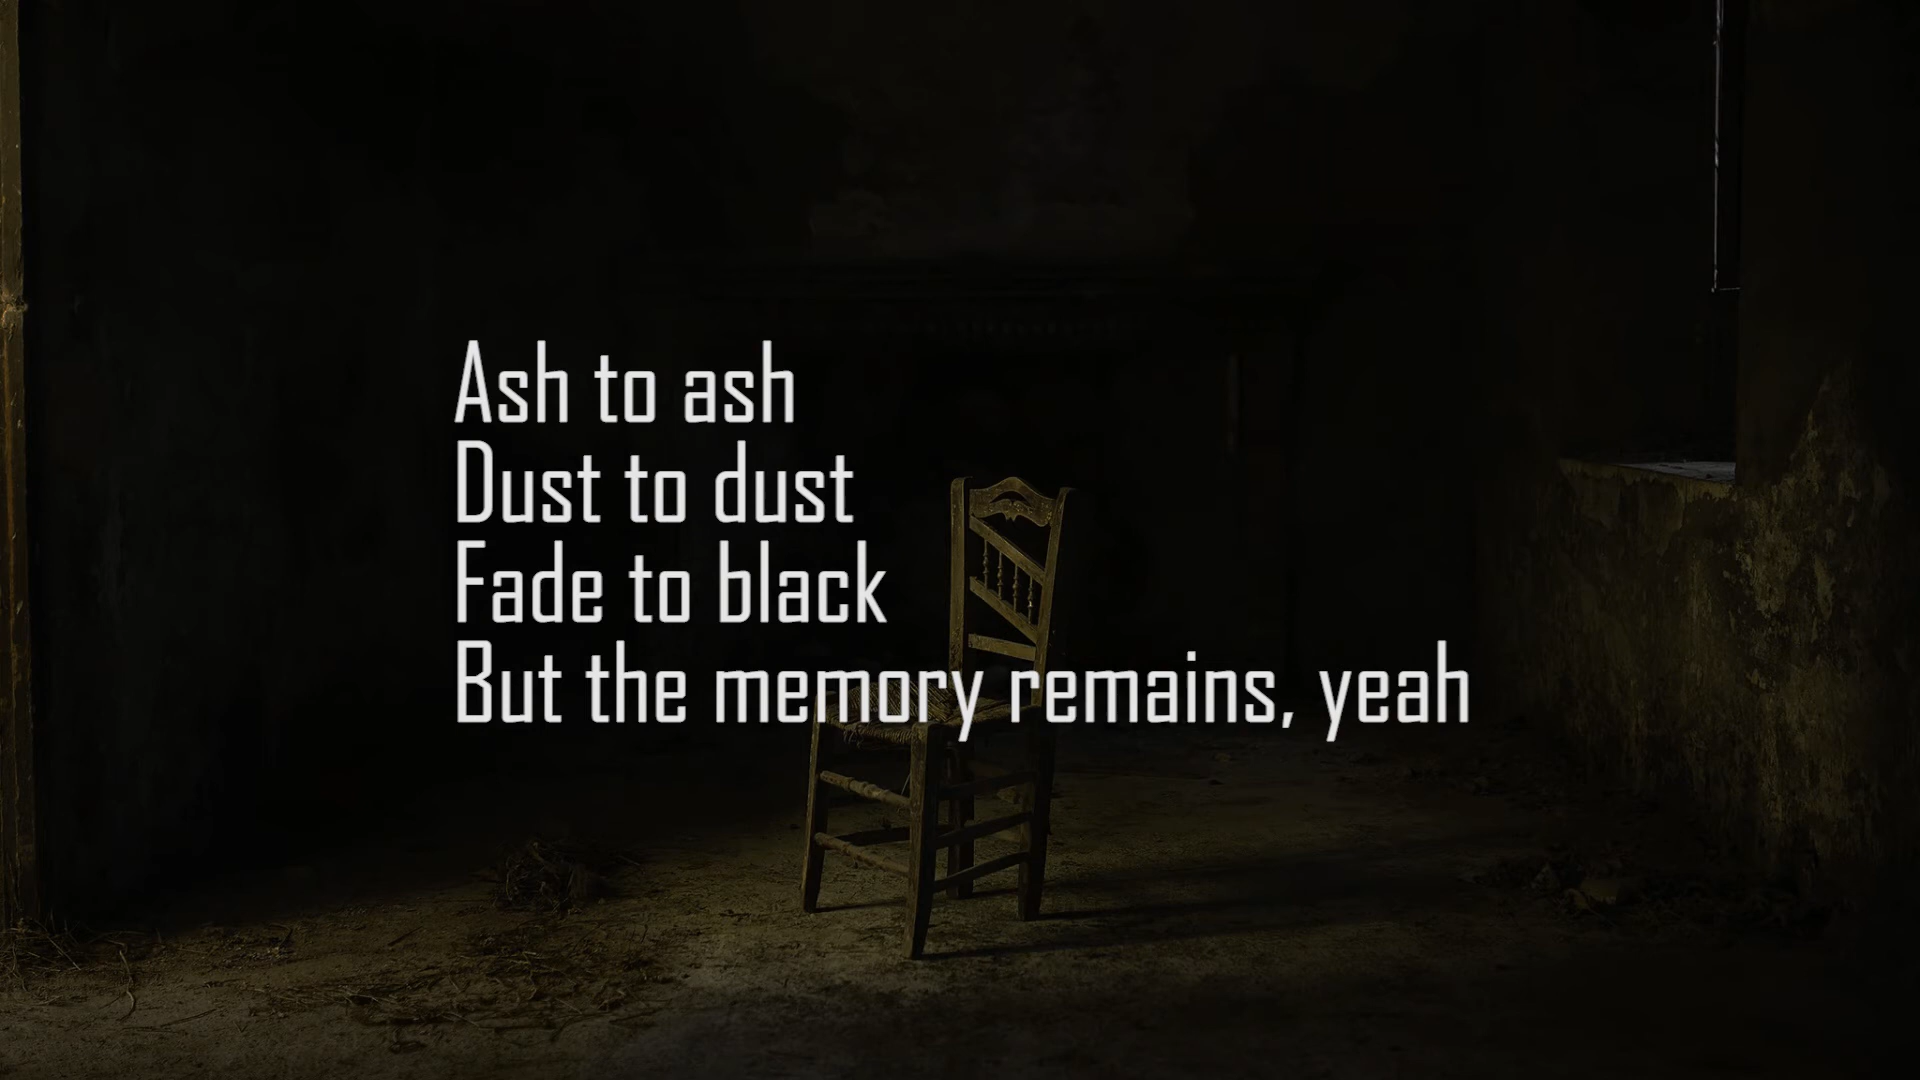 Ash to ash
Dust to dust
Fade to black
But the memory remains, yeah